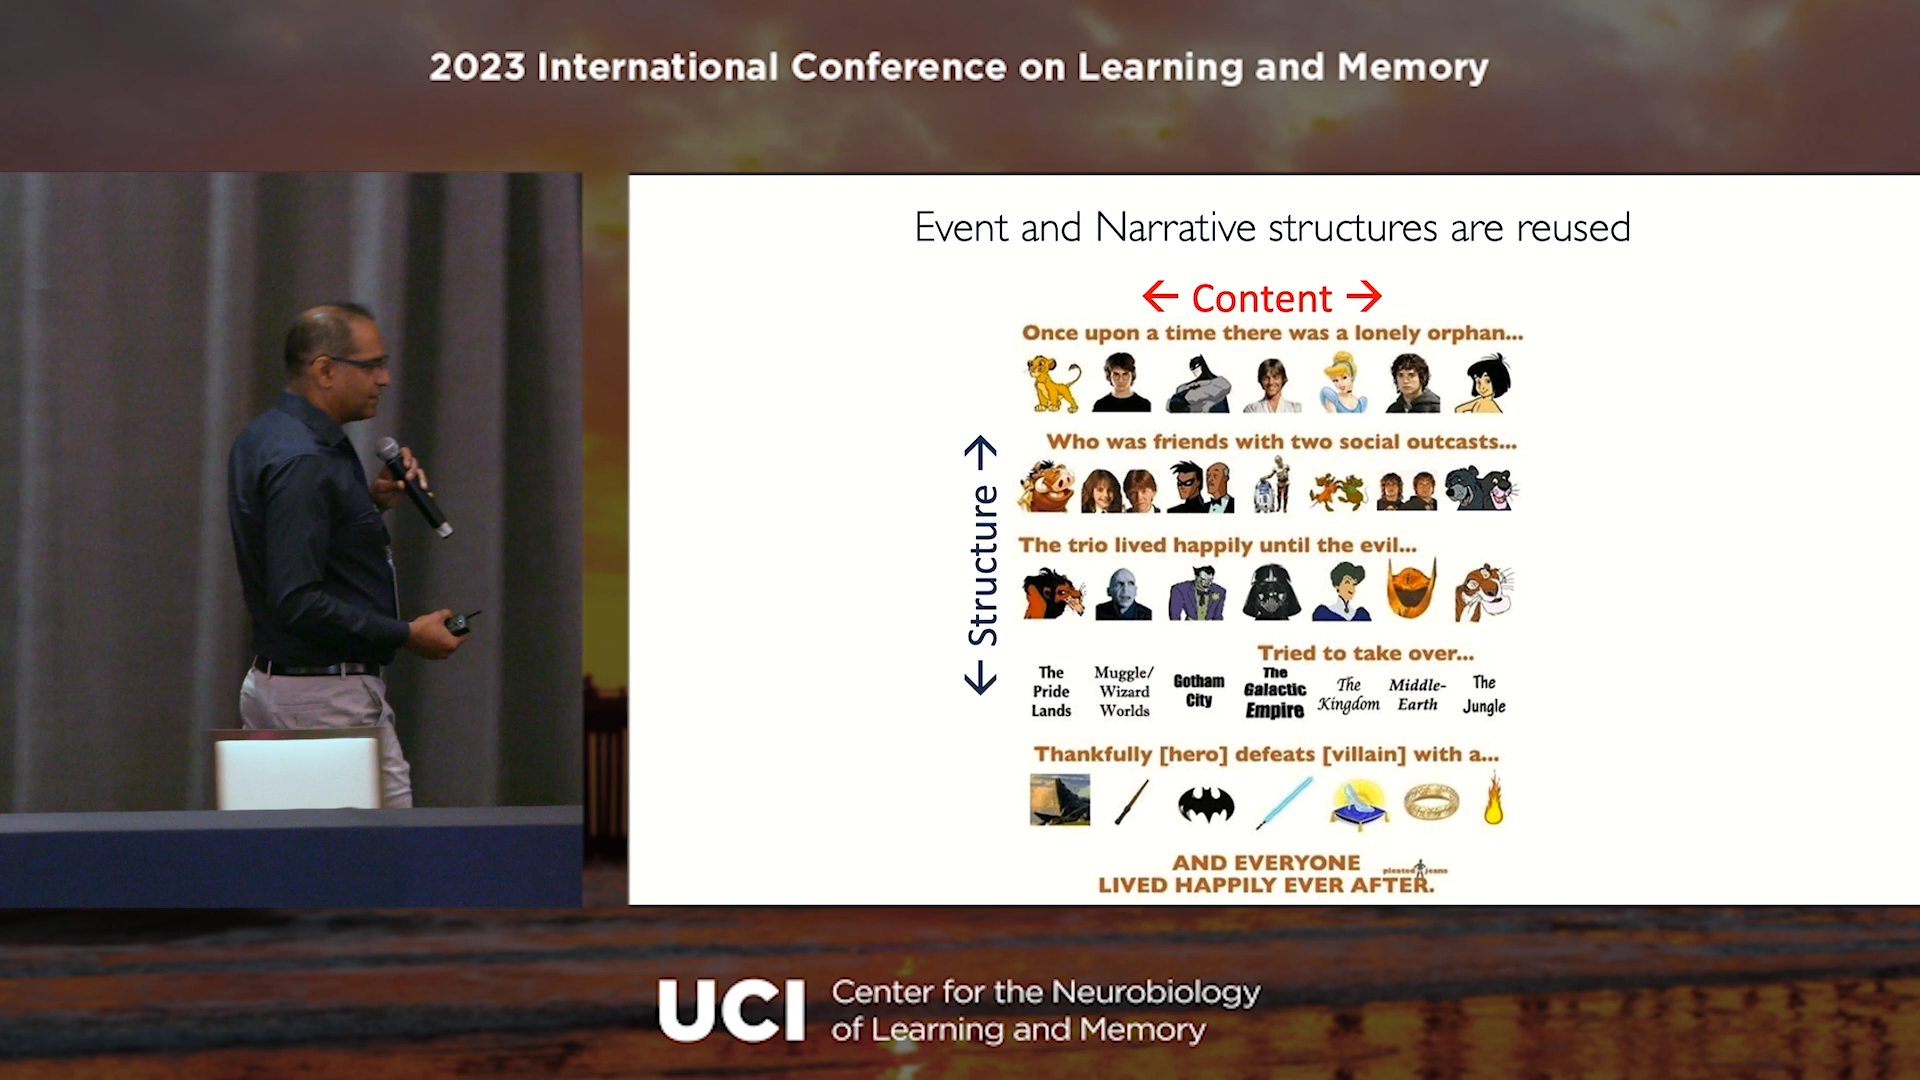 2023 International Conference on Learning and Memory
Event and Narrative structures are reused
← Content →
← Structure →
Once upon a time there was a lonely orphan...
Who was friends with two social outcasts...
The trio lived happily until the evil...
Tried to take over...
The
Pride
Lands
Muggle/
Wizard
Worlds
Gotham
City
The
Galactic
Empire
The
Kingdom
Middle-
Earth
The
Jungle
Thankfully [hero] defeats [villain] with a...
AND EVERYONE
LIVED HAPPILY EVER AFTER.
pleated jeans
UCI
Center for the Neurobiology
of Learning and Memory